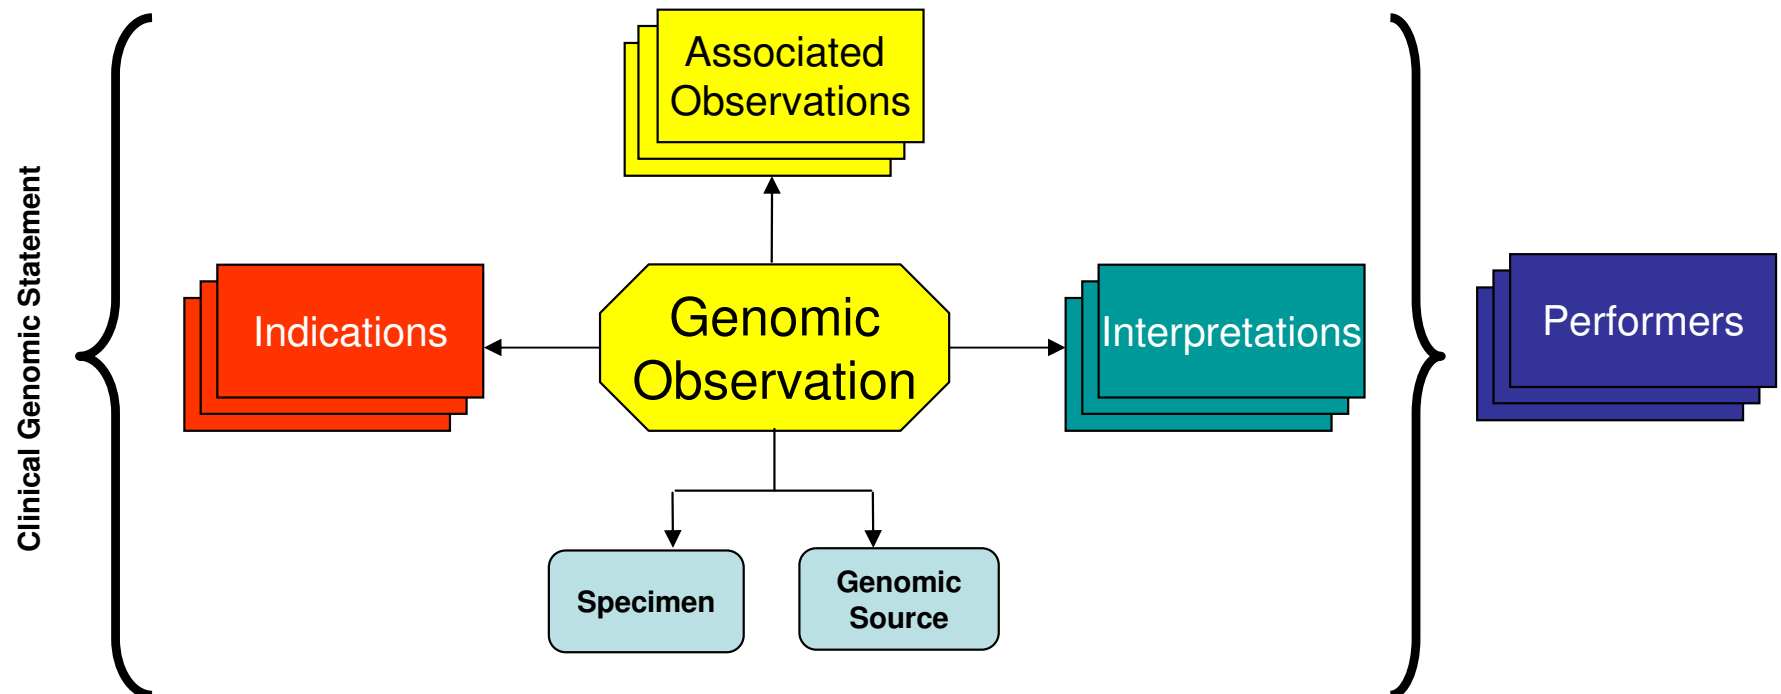 Clinical Genomic Statement
Associated
Observations
Indications
Genomic
Observation
Interpretations
Performers
Specimen
Genomic
Source